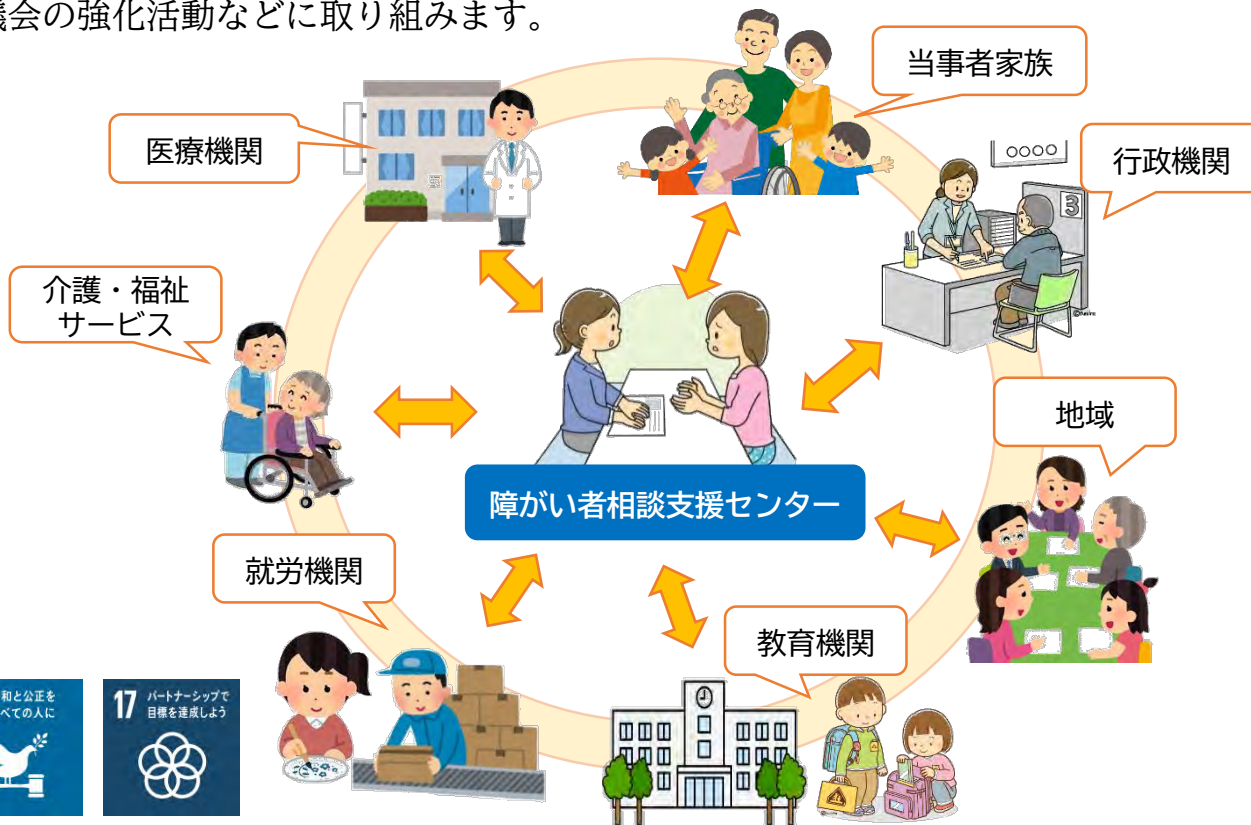 議会の強化活動などに取り組みます。
当事者家族
医療機関
○○○○
行政機関
3
介護・福祉
サービス
地域
障がい者相談支援センター
就労機関
教育機関
和と公正を
べての人に
17 パートナーシップで
目標を達成しよう